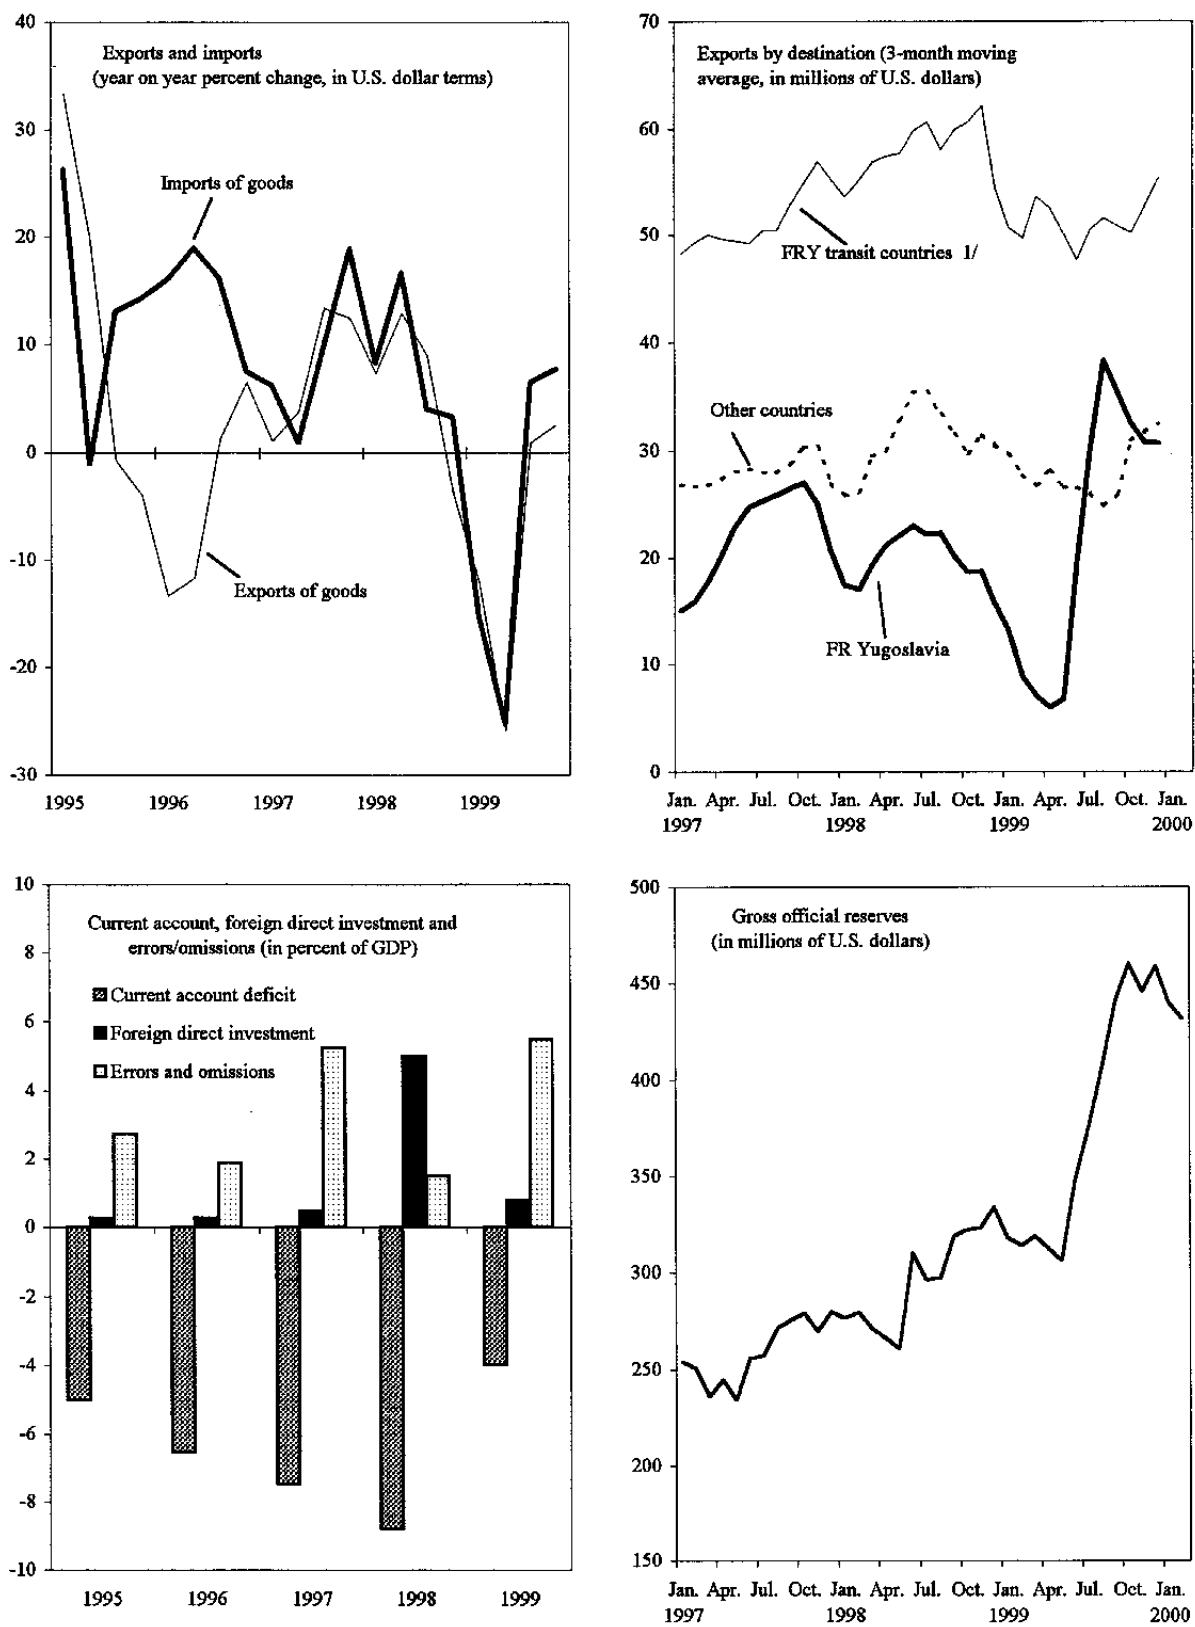 40
30
20
10
0
-10
-20
-30
Exports and imports
(year on year percent change, in U.S. dollar terms)
Imports of goods
Exports of goods
1995 1996 1997 1998 1999
70
60
50
40
30
20
10
0
Exports by destination (3-month moving
average, in millions of U.S. dollars)
FRY transit countries 1/
Other countries
FR Yugoslavia
Jan. Apr. Jul. Oct. Jan. Apr. Jul. Oct. Jan. Apr. Jul. Oct. Jan.
1997 1998 1999 2000
10
8
6
4
2
0
-2
-4
-6
-8
-10
Current account, foreign direct investment and
errors/omissions (in percent of GDP)
Current account deficit
Foreign direct investment
Errors and omissions
1995 1996 1997 1998 1999
500
450
400
350
300
250
200
150
Gross official reserves
(in millions of U.S. dollars)
Jan. Apr. Jul. Oct. Jan. Apr. Jul. Oct. Jan. Apr. Jul. Oct. Jan.
1997 1998 1999 2000